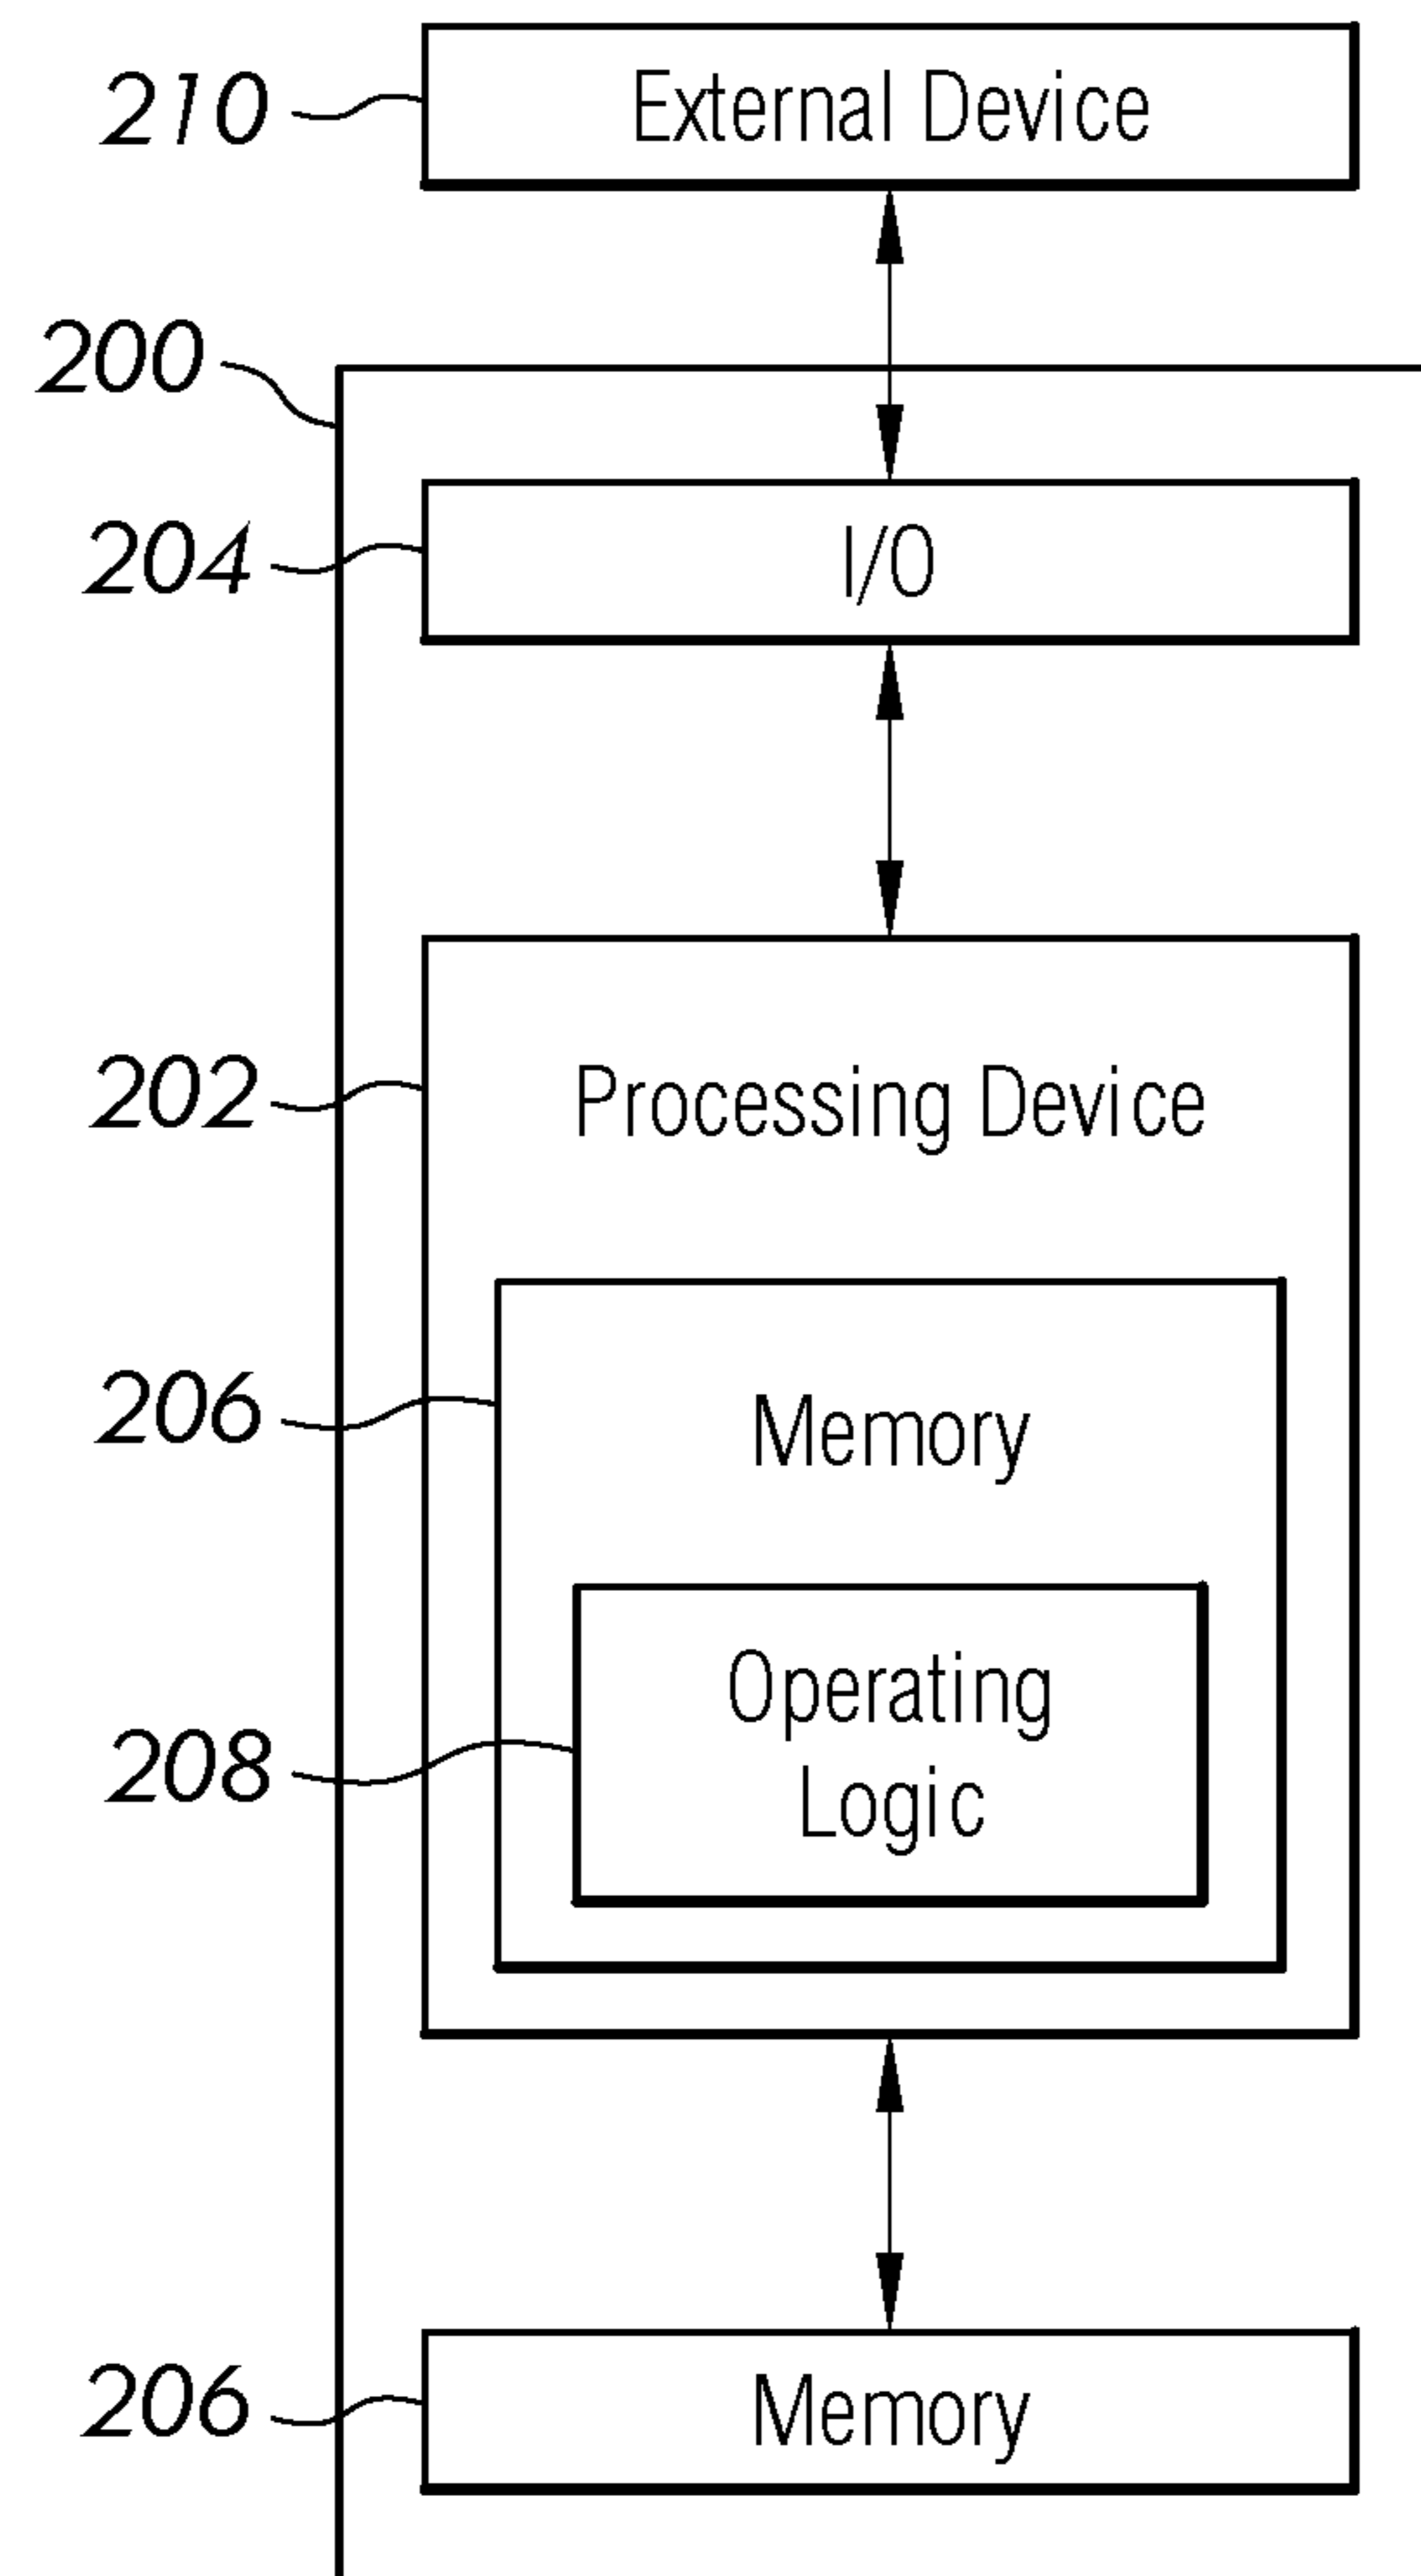 210 External Device
200
204 I/O
202 Processing Device
206 Memory
208 Operating
Logic
206 Memory